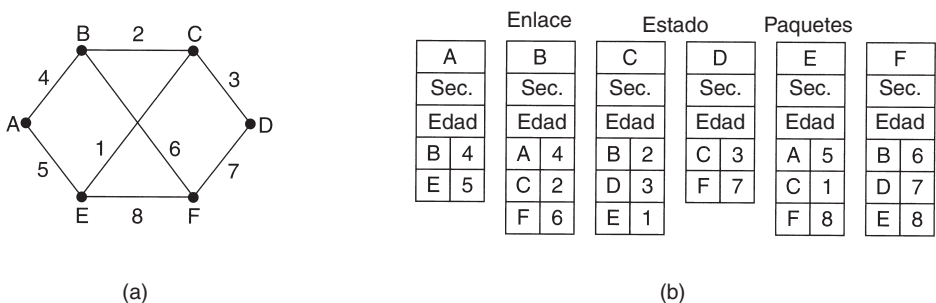 B 2 C
4 3
A D
5 1 6 7
E 8 F
(a)
Enlace Estado Paquetes
A B C D E F
Sec. Sec. Sec. Sec. Sec. Sec.
Edad Edad Edad Edad Edad Edad
B 4 A 4 B 2 C 3 A 5 B 6
E 5 C 2 D 3 F 7 C 1 D 7
F 6 E 1 F 8 E 8
(b)